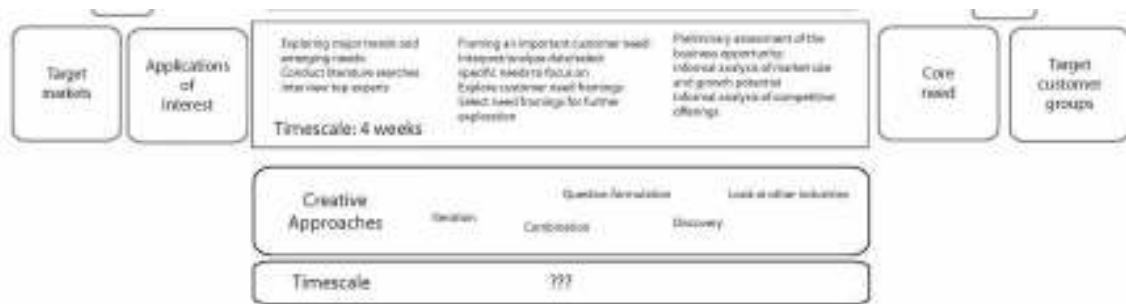 Target
markets
Applications
of
Interest
Exploring major trends and
emerging needs
Conduct literature searches
Interview top experts
Timescale: 4 weeks
Framing an important customer need
Interpret/analyse data/select
specific needs to focus on
Explore customer need framings
Select need framings for further
exploration
Preliminary assessment of the
business opportunity:
Informal analysis of market size
and growth potential
Informal analysis of competitive
offerings
Core
need
Target
customer
groups
Creative
Approaches
Iteration
Question formulation
Combination
Discovery
Look at other industries
Timescale
???